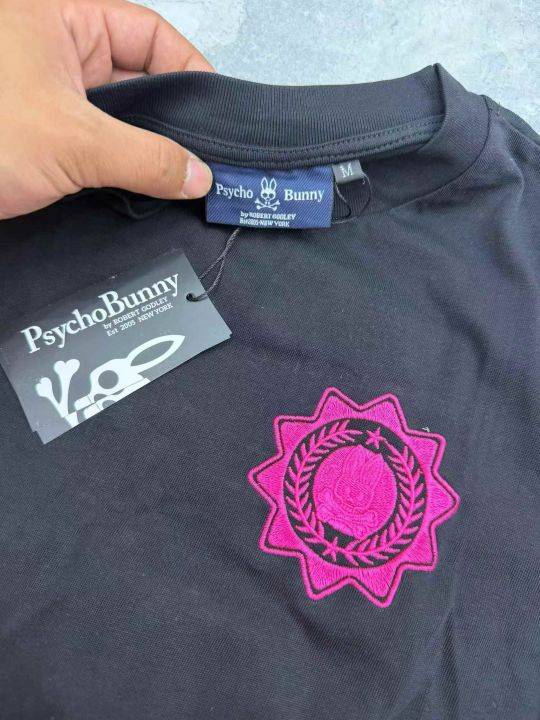 Psycho Bunny
by ROBERT GODLEY
Est 2005 NEW YORK
M
PsychoBunny
by ROBERT GODLEY
Est 2005 NEW YORK